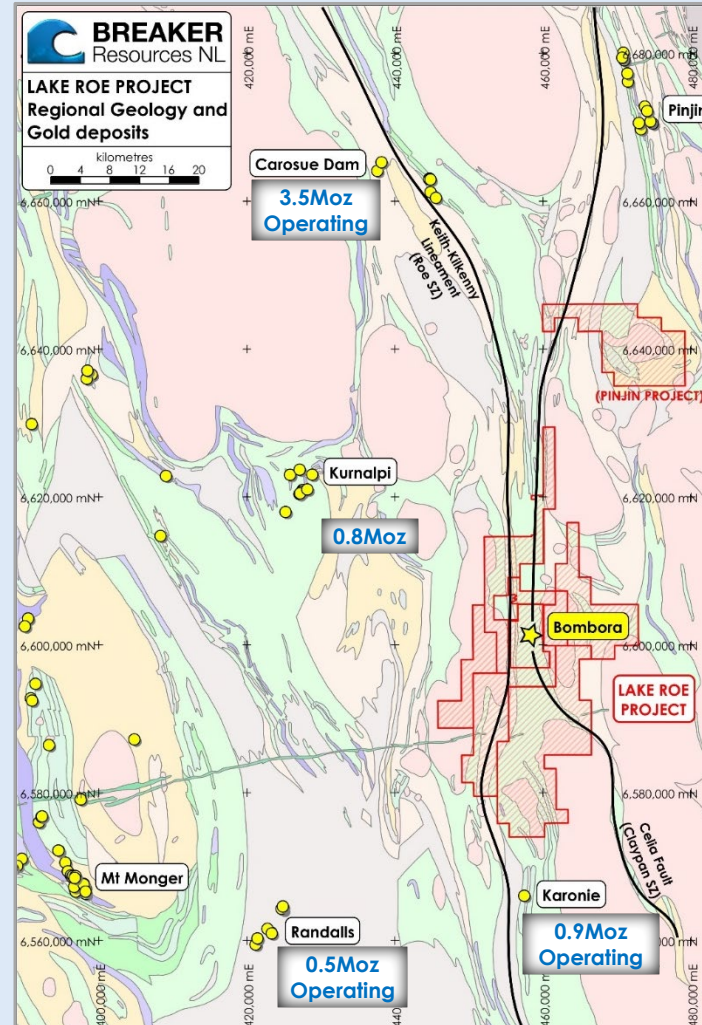 BREAKER
Resources NL
LAKE ROE PROJECT
Regional Geology and
Gold deposits
kilometres
0 4 8 12 16 20
420,000 mE
440,000 mE
460,000 mE
480,000 mE
6,680,000 mN
Pinjin
Carosue Dam
3.5Moz
Operating
6,660,000 mN
6,660,000 mN
Keith-Kilkenny
Lineament
(Roe SZ)
6,640,000 mN
6,640,000 mN
(PINJIN PROJECT)
Kurnalpi
6,620,000 mN
6,620,000 mN
0.8Moz
Bombora
6,600,000 mN
6,600,000 mN
LAKE ROE
PROJECT
6,580,000 mN
6,580,000 mN
Celia Fault
(Claypan SZ)
Mt Monger
Karonie
0.9Moz
Operating
Randalls
0.5Moz
Operating
6,560,000 mN
400,000 mE
420,000 mE
440,000 mE
460,000 mE
480,000 mE